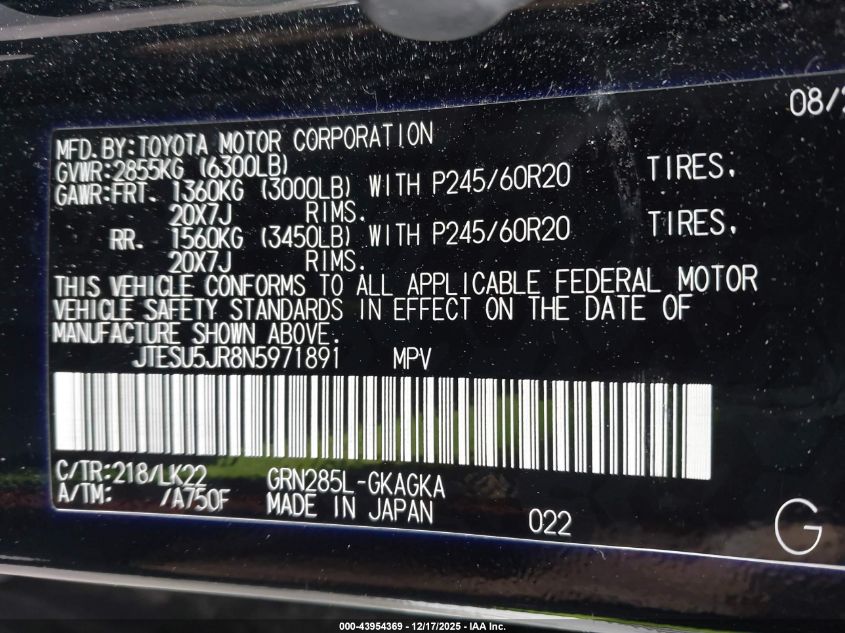 08/2
MFD.BY:TOYOTA MOTOR CORPORATION
GVWR:2855KG (6300LB)
GAWR:FRT. 1360KG (3000LB) WITH P245/60R20 TIRES.
20X7J RIMS.
RR. 1560KG (3450LB) WITH P245/60R20 TIRES.
20X7J RIMS.
THIS VEHICLE CONFORMS TO ALL APPLICABLE FEDERAL MOTOR
VEHICLE SAFETY STANDARDS IN EFFECT ON THE DATE OF
MANUFACTURE SHOWN ABOVE.
JTESU5JR8N5971891 MPV
C/TR:218/LK22 GRN285L-GKAGKA
A/TM: /A750F MADE IN JAPAN 022
G
000-43954369 - 12/17/2025 - IAA Inc.